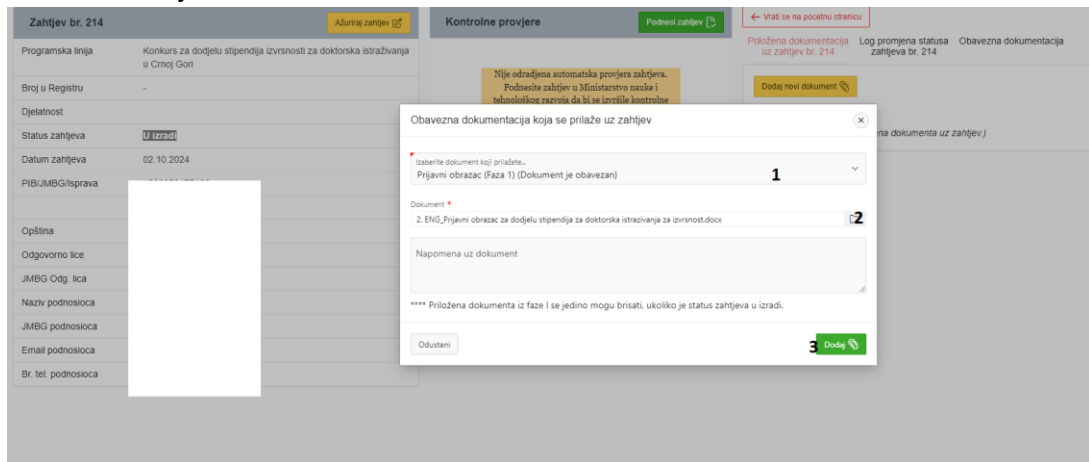 Zahtjev br. 214
Ažuriraj zahtjev
Programska linija
Konkurs za dodjelu stipendija izvrsnosti za doktorska istraživanja
u Crnoj Gori
Broj u Registru
-
Djelatnost
Status zahtjeva
U izradi
Datum zahtjeva
02.10.2024
PIB/JMBG/Isprava
Opština
Odgovorno lice
JMBG Odg. lica
Naziv podnosioca
JMBG podnosioca
Email podnosioca
Br. tel. podnosioca
Kontrolne provjere
Podnesi zahtjev
Nije odradjena automatska provjera zahtjeva.
Podnesite zahtjev u Ministarstvo nauke i
tehnološkog razvoja da bi se izvršile kontrolne
← Vrati se na pocetnu stranicu
Priložena dokumentacija
uz zahtjev br. 214
Log promjena statusa
zahtjeva br. 214
Obavezna dokumentacija
Dodaj novi dokument
na dokumenta uz zahtjev.)
Obavezna dokumentacija koja se prilaže uz zahtjev
Izaberite dokument koji prilažete...
Prijavni obrazac (Faza 1) (Dokument je obavezan)
1
Dokument *
2. ENG_Prijavni obrazac za dodjelu stipendija za doktorska istrazivanja za izvrsnost.docx
2
Napomena uz dokument
**** Priložena dokumenta iz faze I se jedino mogu brisati, ukoliko je status zahtjeva u izradi.
Odustani
3
Dodaj